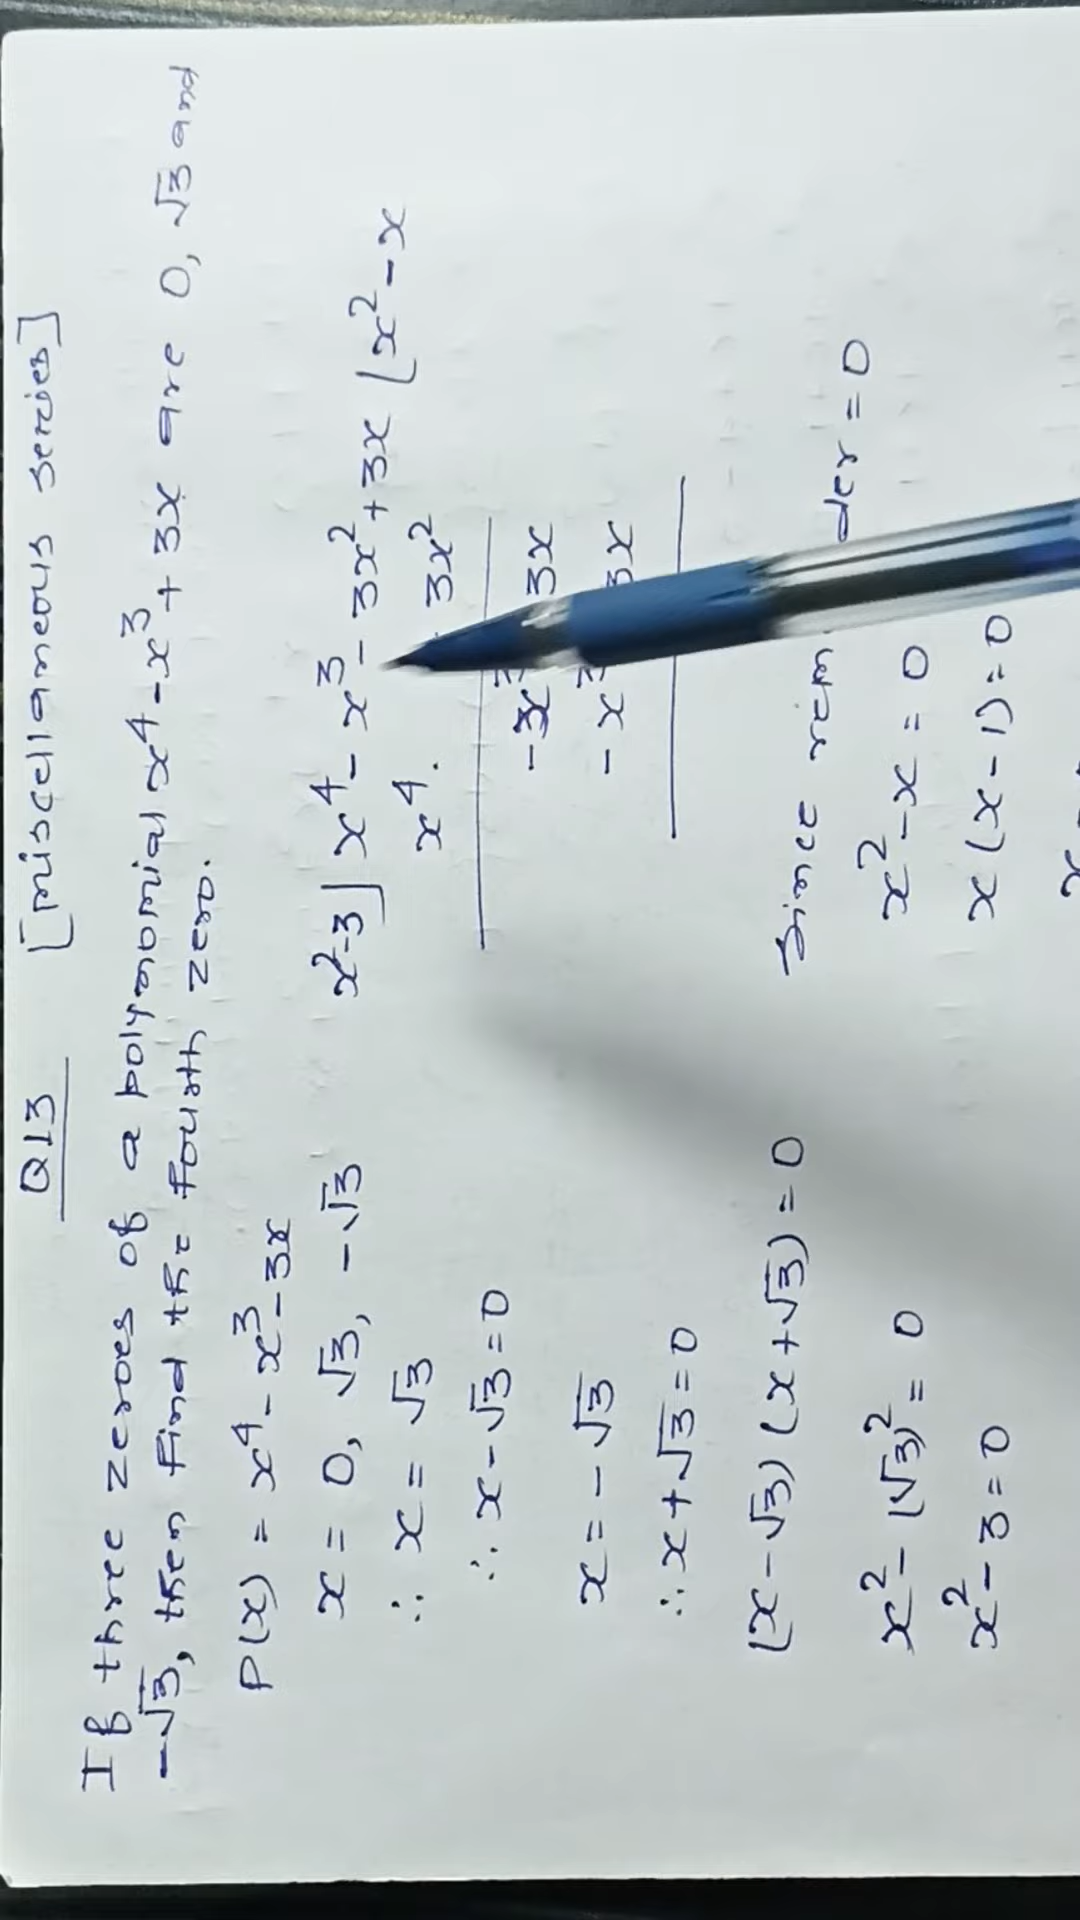 Q13 [miscellaneous series]
If three zeroes of a polynomial x⁴-x³+3x are 0, √3 and
-√3, then find the fourth zero.
P(x) = x⁴-x³-3x
x = 0, √3, -√3
∴ x = √3
∴ x-√3=0
x = -√3
∴ x+√3=0
(x-√3)(x+√3)=0
x²-(√3)² = 0
x²-3=0
x²-3] x⁴-x³-3x²+3x [x²-x
x⁴ 3x²
-x³ 3x
-x³ 3x
Since = 0
x²-x = 0
x(x-1)=0